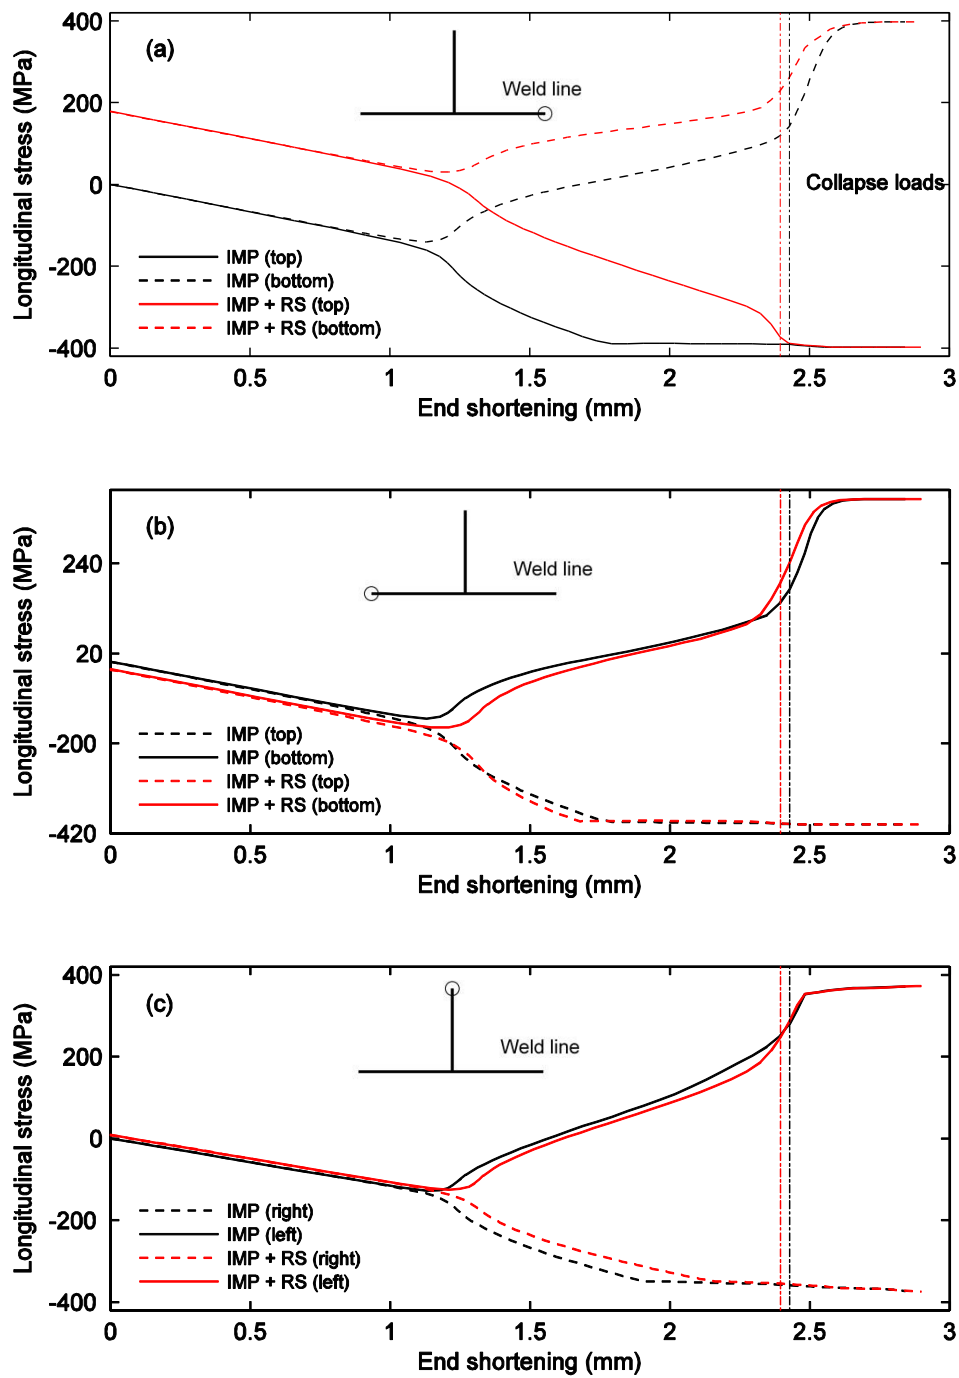 (a)
Longitudinal stress (MPa)
400
200
0
-200
-400
Weld line
Collapse loads
IMP (top)
IMP (bottom)
IMP + RS (top)
IMP + RS (bottom)
0 0.5 1 1.5 2 2.5 3
End shortening (mm)
(b)
Longitudinal stress (MPa)
240
20
-200
-420
Weld line
IMP (top)
IMP (bottom)
IMP + RS (top)
IMP + RS (bottom)
0 0.5 1 1.5 2 2.5 3
End shortening (mm)
(c)
Longitudinal stress (MPa)
400
200
0
-200
-400
Weld line
IMP (right)
IMP (left)
IMP + RS (right)
IMP + RS (left)
0 0.5 1 1.5 2 2.5 3
End shortening (mm)